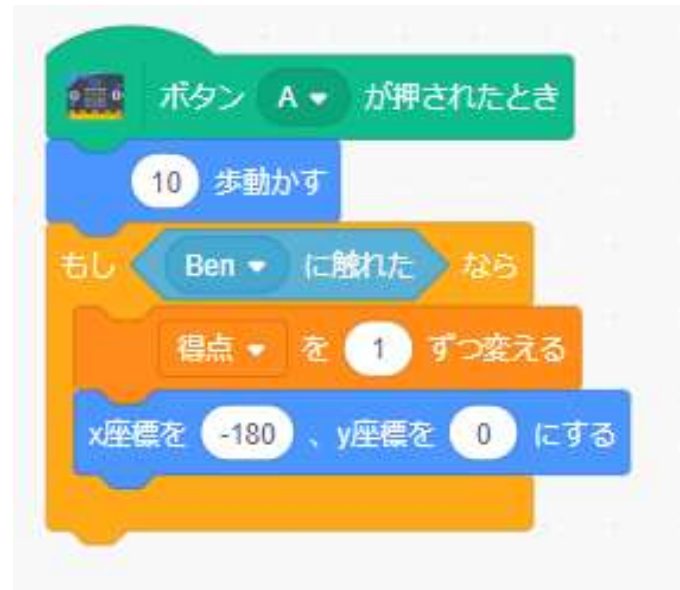 ボタン A が押されたとき
10 歩動かす
もし Ben に触れた なら
得点 を 1 ずつ変える
x座標を -180 、y座標を 0 にする